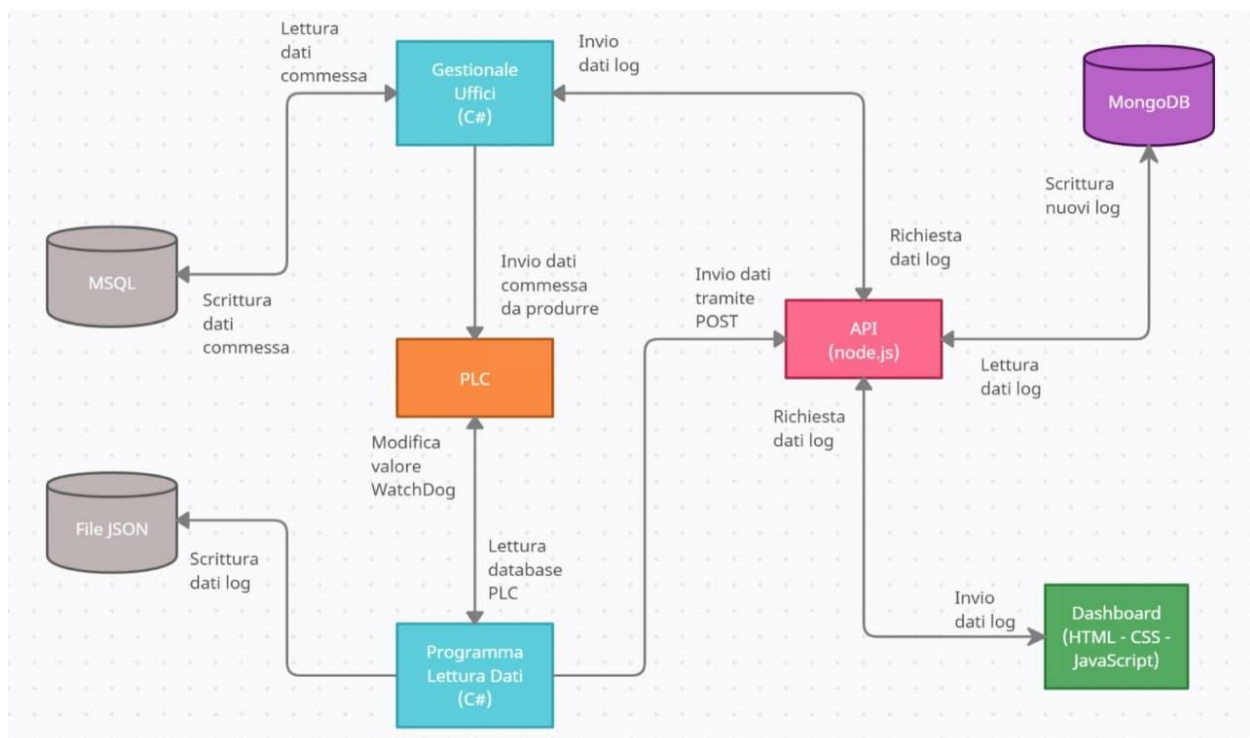 Lettura
dati
commessa
Gestionale
Uffici
(C#)
Invio
dati log
MongoDB
Scrittura
nuovi log
MSQL
Scrittura
dati
commessa
Invio dati
commessa
da produrre
Invio dati
tramite
POST
Richiesta
dati log
API
(node.js)
Lettura
dati log
PLC
Richiesta
dati log
Modifica
valore
WatchDog
File JSON
Scrittura
dati log
Lettura
database
PLC
Programma
Lettura Dati
(C#)
Invio
dati log
Dashboard
(HTML - CSS -
JavaScript)